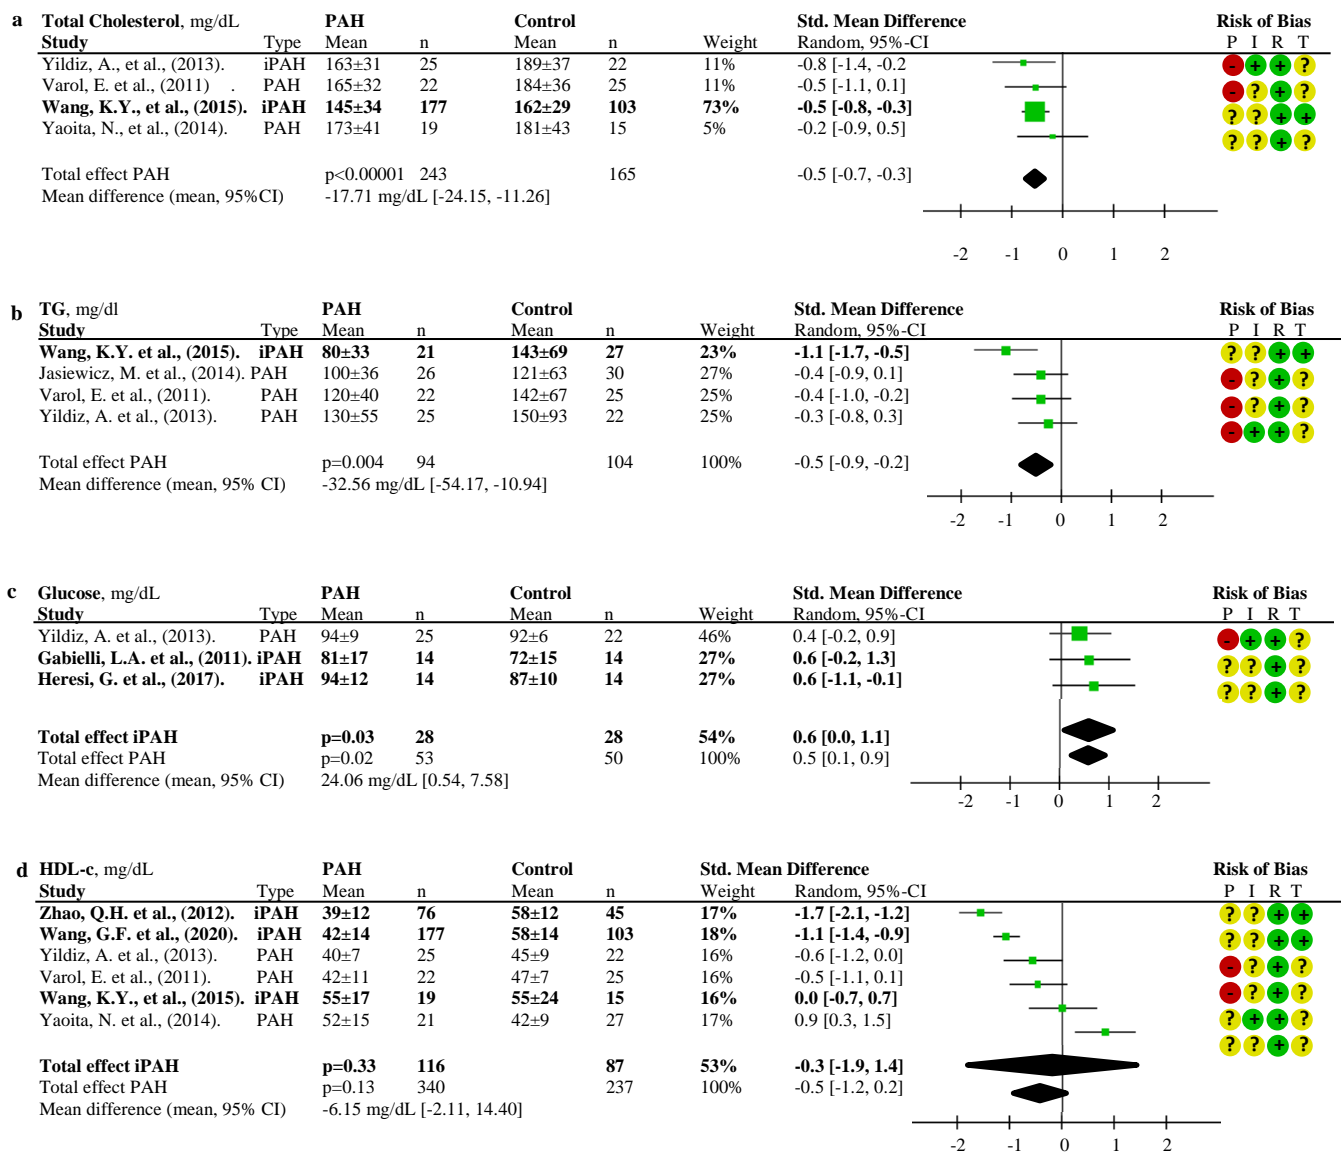 a Total Cholesterol, mg/dL PAH Control Std. Mean Difference Risk of Bias
Study Type Mean n Mean n Weight Random, 95%-CI P I R T
Yildiz, A., et al., (2013). iPAH 163±31 25 189±37 22 11% -0.8 [-1.4, -0.2 - + + ?
Varol, E. et al., (2011) . PAH 165±32 22 184±36 25 11% -0.5 [-1.1, 0.1] - ? + ?
Wang, K.Y., et al., (2015). iPAH 145±34 177 162±29 103 73% -0.5 [-0.8, -0.3] ? ? + +
Yaoita, N., et al., (2014). PAH 173±41 19 181±43 15 5% -0.2 [-0.9, 0.5] ? ? + ?
Total effect PAH p<0.00001 243 165 -0.5 [-0.7, -0.3]
Mean difference (mean, 95%CI) -17.71 mg/dL [-24.15, -11.26]
-2 -1 0 1 2
b TG, mg/dl PAH Control Std. Mean Difference Risk of Bias
Study Type Mean n Mean n Weight Random, 95%-CI P I R T
Wang, K.Y. et al., (2015). iPAH 80±33 21 143±69 27 23% -1.1 [-1.7, -0.5] ? ? + +
Jasiewicz, M. et al., (2014). PAH 100±36 26 121±63 30 27% -0.4 [-0.9, 0.1] - ? + ?
Varol, E. et al., (2011). PAH 120±40 22 142±67 25 25% -0.4 [-1.0, -0.2] - ? + ?
Yildiz, A. et al., (2013). PAH 130±55 25 150±93 22 25% -0.3 [-0.8, 0.3] - + + ?
Total effect PAH p=0.004 94 104 100% -0.5 [-0.9, -0.2]
Mean difference (mean, 95% CI) -32.56 mg/dL [-54.17, -10.94]
-2 -1 0 1 2
c Glucose, mg/dL PAH Control Std. Mean Difference Risk of Bias
Study Type Mean n Mean n Weight Random, 95%-CI P I R T
Yildiz, A. et al., (2013). PAH 94±9 25 92±6 22 46% 0.4 [-0.2, 0.9] - + + ?
Gabielli, L.A. et al., (2011). iPAH 81±17 14 72±15 14 27% 0.6 [-0.2, 1.3] ? ? + ?
Heresi, G. et al., (2017). iPAH 94±12 14 87±10 14 27% 0.6 [-1.1, -0.1] ? ? + ?
Total effect iPAH p=0.03 28 28 54% 0.6 [0.0, 1.1]
Total effect PAH p=0.02 53 50 100% 0.5 [0.1, 0.9]
Mean difference (mean, 95% CI) 24.06 mg/dL [0.54, 7.58]
-2 -1 0 1 2
d HDL-c, mg/dL PAH Control Std. Mean Difference Risk of Bias
Study Type Mean n Mean n Weight Random, 95%-CI P I R T
Zhao, Q.H. et al., (2012). iPAH 39±12 76 58±12 45 17% -1.7 [-2.1, -1.2] ? ? + +
Wang, G.F. et al., (2020). iPAH 42±14 177 58±14 103 18% -1.1 [-1.4, -0.9] ? ? + +
Yildiz, A. et al., (2013). PAH 40±7 25 45±9 22 16% -0.6 [-1.2, 0.0] - ? + ?
Varol, E. et al., (2011). PAH 42±11 22 47±7 25 16% -0.5 [-1.1, 0.1] - ? + ?
Wang, K.Y., et al., (2015). iPAH 55±17 19 55±24 15 16% 0.0 [-0.7, 0.7] ? + + ?
Yaoita, N. et al., (2014). PAH 52±15 21 42±9 27 17% 0.9 [0.3, 1.5] ? ? + ?
Total effect iPAH p=0.33 116 87 53% -0.3 [-1.9, 1.4]
Total effect PAH p=0.13 340 237 100% -0.5 [-1.2, 0.2]
Mean difference (mean, 95% CI) -6.15 mg/dL [-2.11, 14.40]
-2 -1 0 1 2